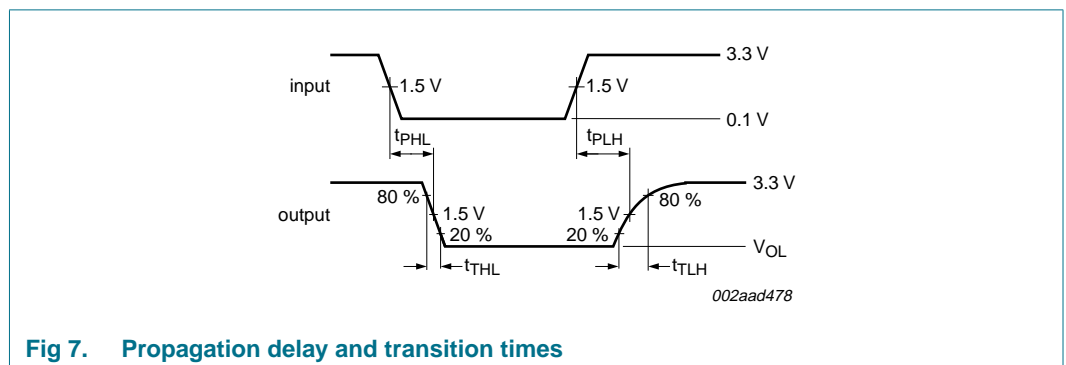 3.3 V
input
1.5 V
1.5 V
0.1 V
tPHL
tPLH
3.3 V
80 %
80 %
output
1.5 V
1.5 V
20 %
20 %
VOL
tTHL
tTLH
002aad478
Fig 7. Propagation delay and transition times